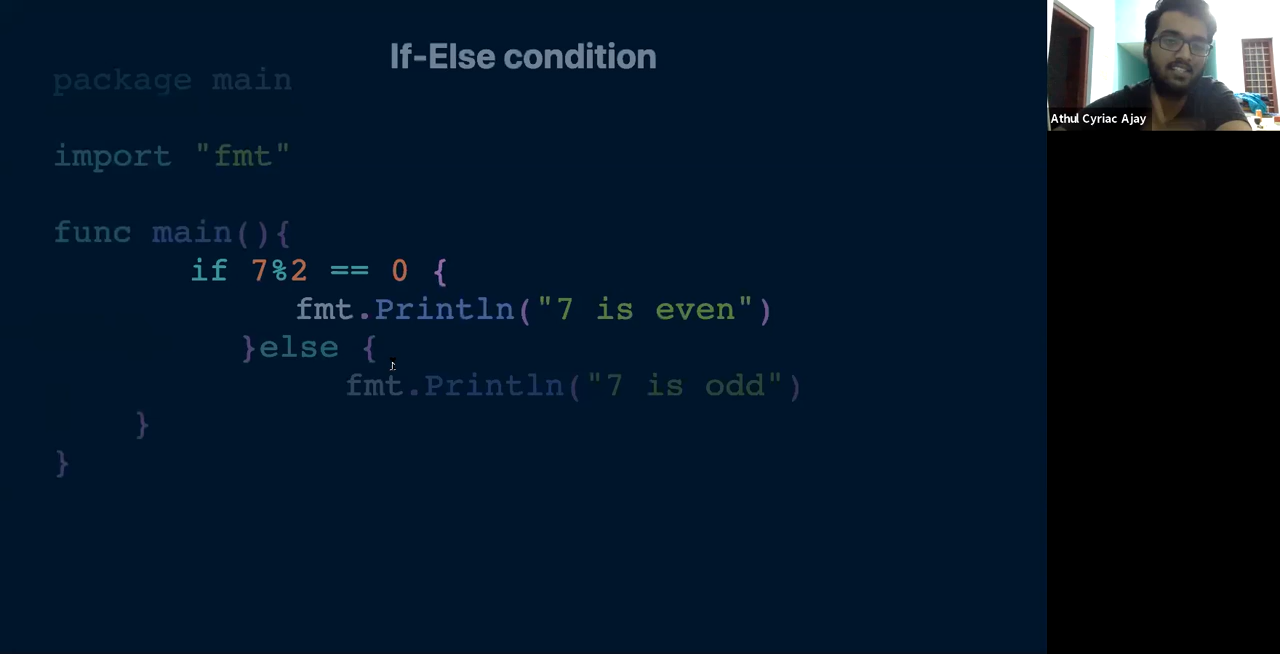 If-Else condition
package main
import "fmt"
func main(){
if 7%2 == 0 {
fmt.Println("7 is even")
}else {
fmt.Println("7 is odd")
}
}
Athul Cyriac Ajay